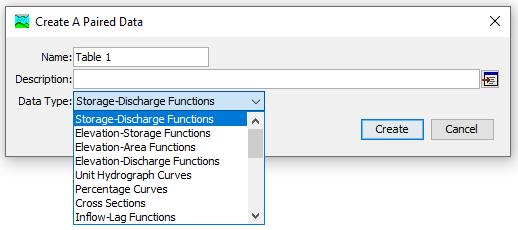 Create A Paired Data
Name: Table 1
Description:
Data Type: Storage-Discharge Functions
Storage-Discharge Functions
Elevation-Storage Functions
Elevation-Area Functions
Elevation-Discharge Functions
Unit Hydrograph Curves
Percentage Curves
Cross Sections
Inflow-Lag Functions
Create Cancel